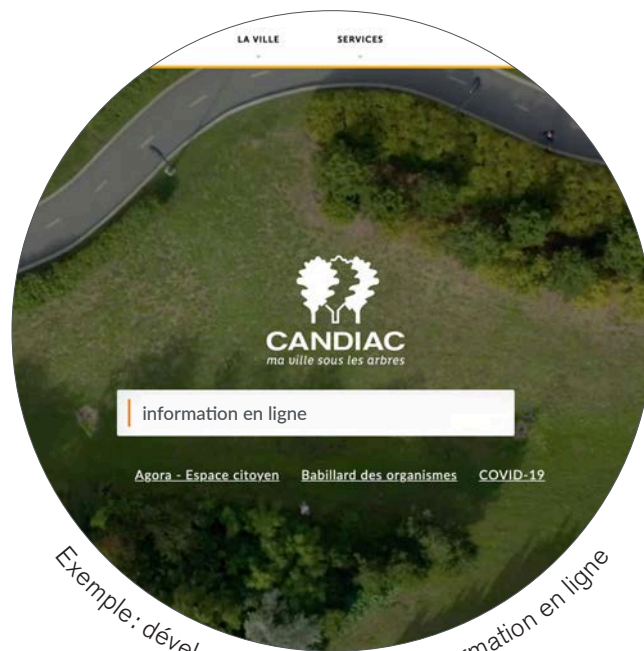 LA VILLE SERVICES
CANDIAC
ma ville sous les arbres
information en ligne
Agora - Espace citoyen Babillard des organismes COVID-19
Exemple: en ligne